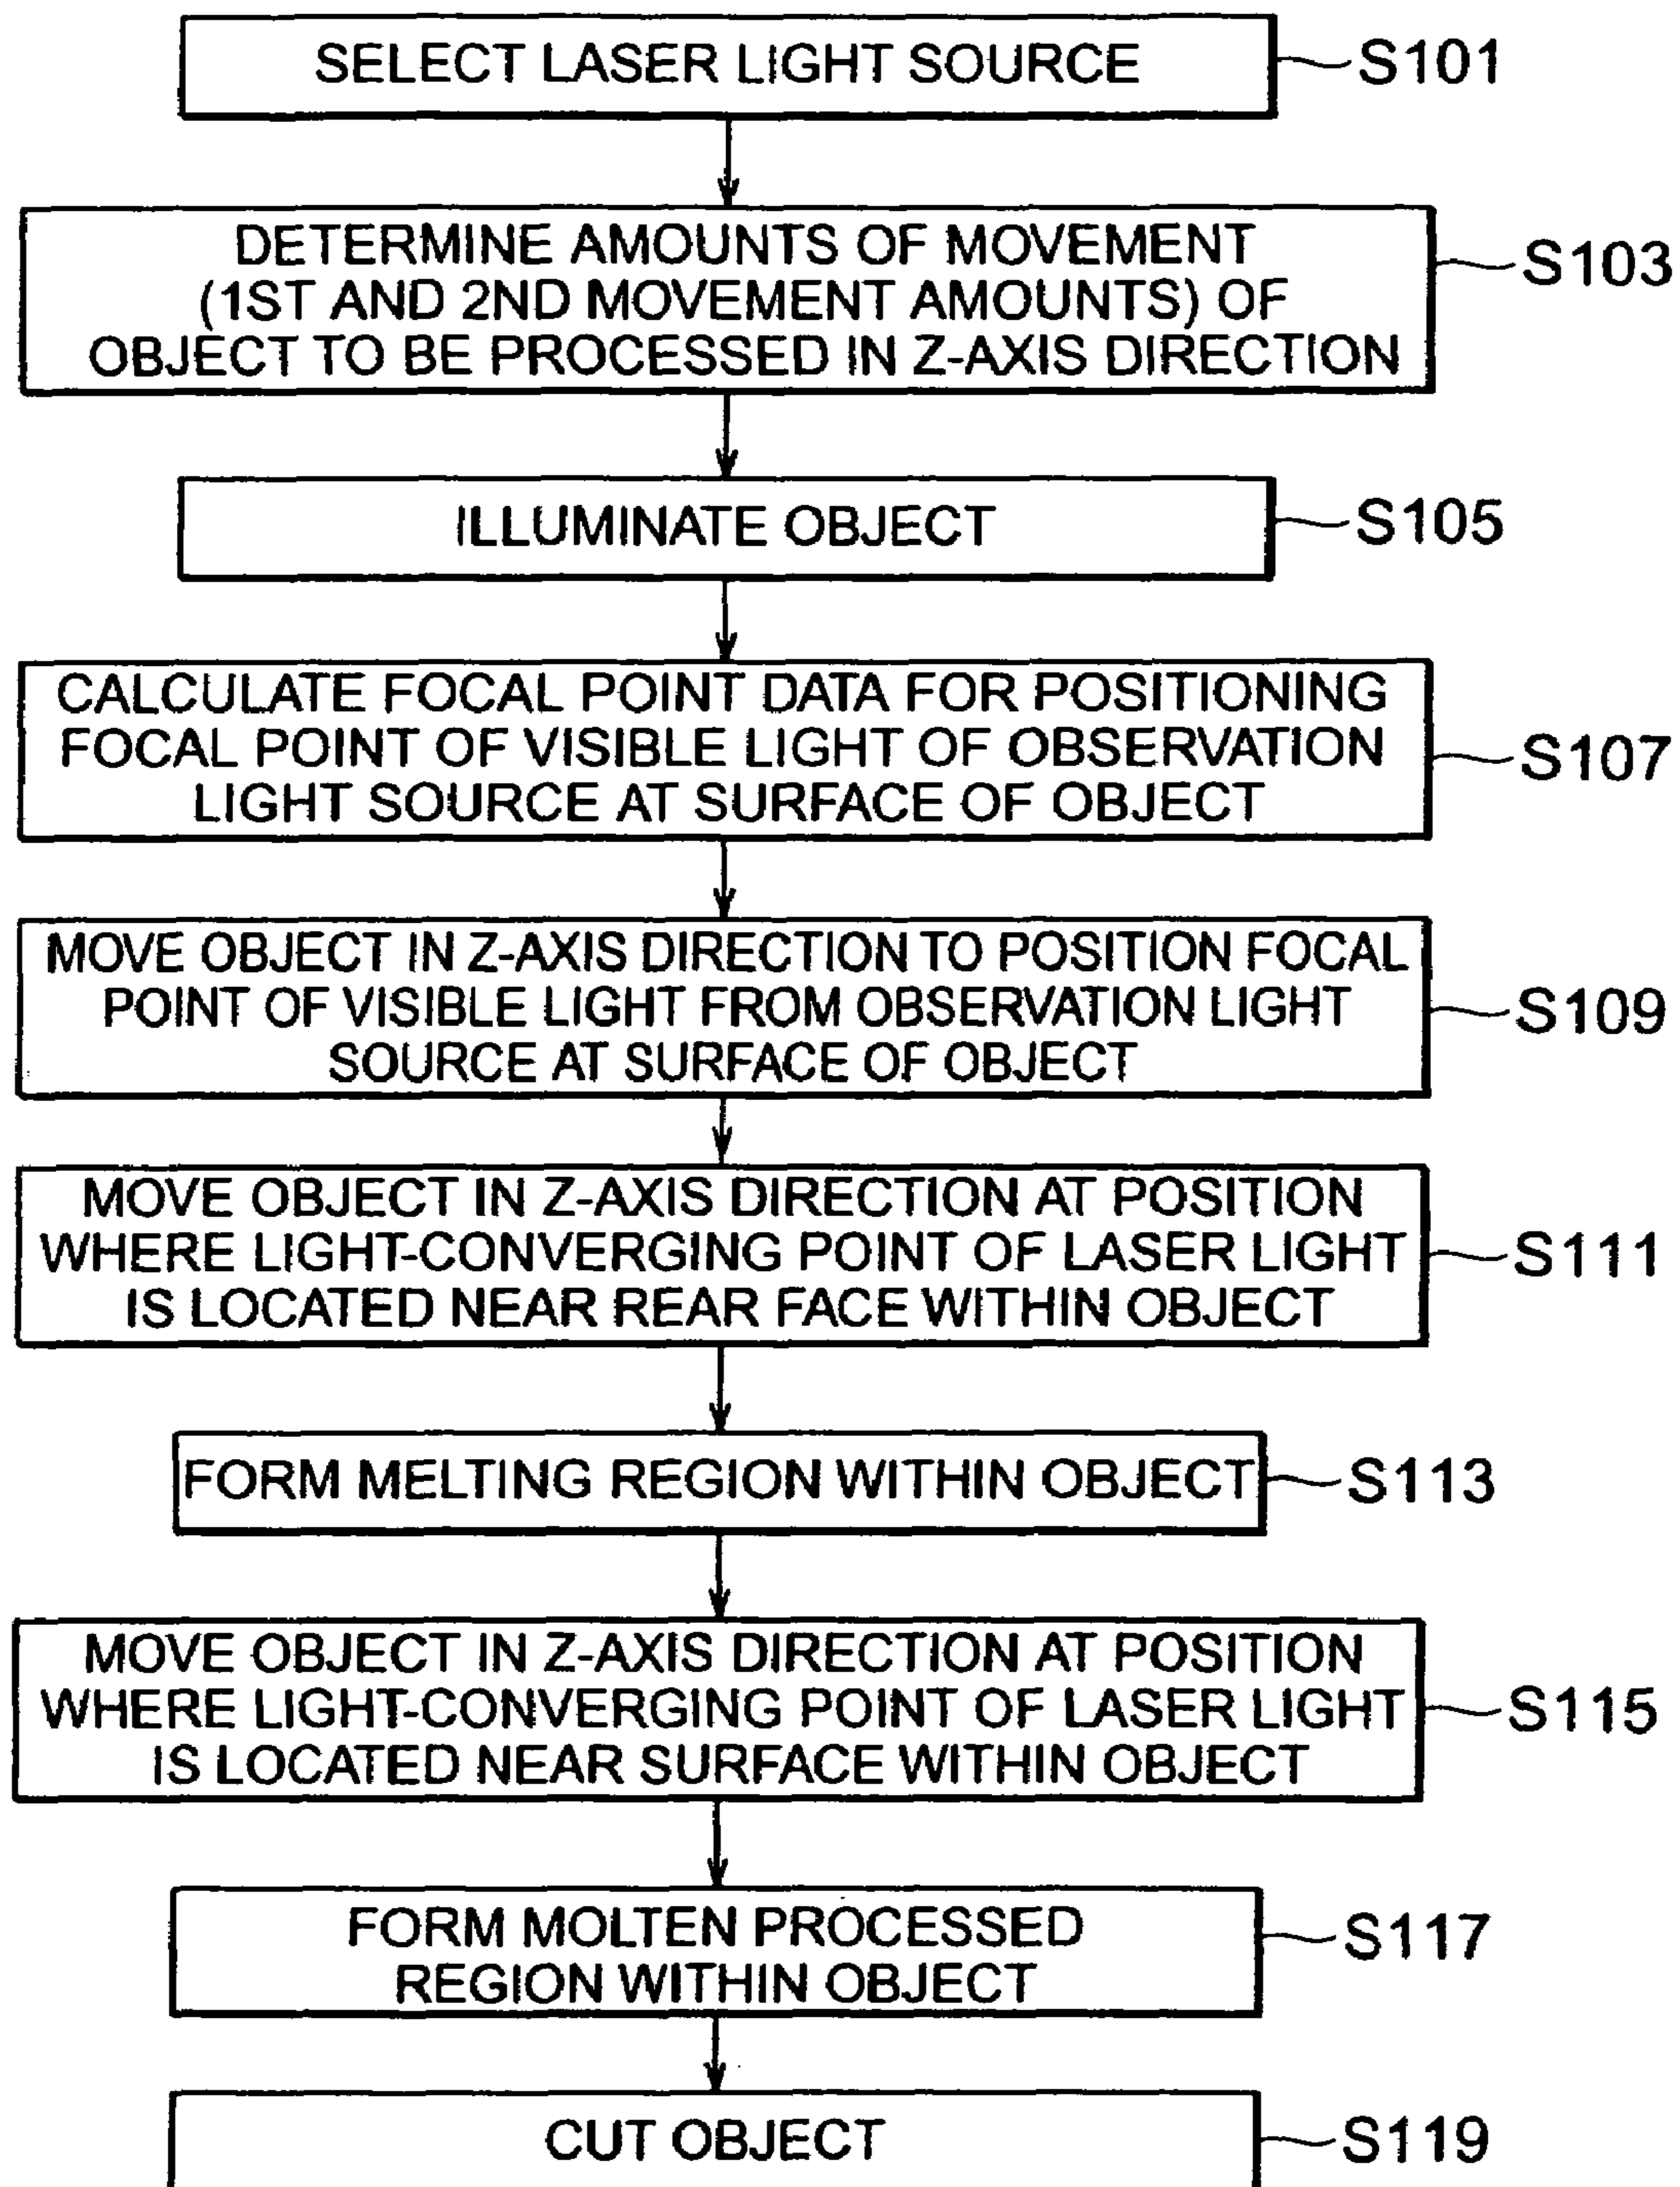 SELECT LASER LIGHT SOURCE
S101
DETERMINE AMOUNTS OF MOVEMENT
(1ST AND 2ND MOVEMENT AMOUNTS) OF
OBJECT TO BE PROCESSED IN Z-AXIS DIRECTION
S103
ILLUMINATE OBJECT
S105
CALCULATE FOCAL POINT DATA FOR POSITIONING
FOCAL POINT OF VISIBLE LIGHT OF OBSERVATION
LIGHT SOURCE AT SURFACE OF OBJECT
S107
MOVE OBJECT IN Z-AXIS DIRECTION TO POSITION FOCAL
POINT OF VISIBLE LIGHT FROM OBSERVATION LIGHT
SOURCE AT SURFACE OF OBJECT
S109
MOVE OBJECT IN Z-AXIS DIRECTION AT POSITION
WHERE LIGHT-CONVERGING POINT OF LASER LIGHT
IS LOCATED NEAR REAR FACE WITHIN OBJECT
S111
FORM MELTING REGION WITHIN OBJECT
S113
MOVE OBJECT IN Z-AXIS DIRECTION AT POSITION
WHERE LIGHT-CONVERGING POINT OF LASER LIGHT
IS LOCATED NEAR SURFACE WITHIN OBJECT
S115
FORM MOLTEN PROCESSED
REGION WITHIN OBJECT
S117
CUT OBJECT
S119